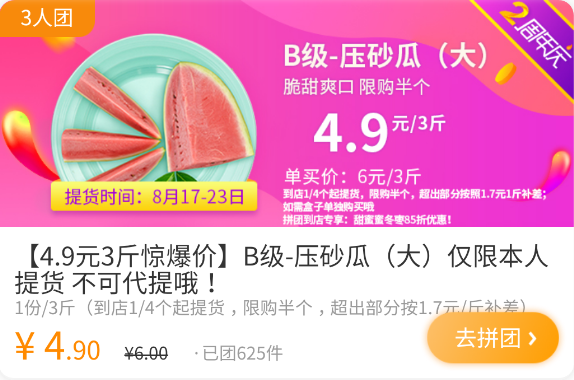 3人团
2周年庆
B级-压砂瓜（大）
脆甜爽口 限购半个
4.9元/3斤
单买价：6元/3斤
提货时间：8月17-23日
到店1/4个起提货，限购半个，超出部分按照1.7元1斤补差；
如需盒子单独购买哦
拼团到店专享：甜蜜蜜冬枣85折优惠！
【4.9元3斤惊爆价】B级-压砂瓜（大）仅限本人
提货 不可代提哦！
1份/3斤（到店1/4个起提货，限购半个，超出部分按1.7元/斤补差）
¥ 4.90 ¥6.00 ·已团625件
去拼团 ›